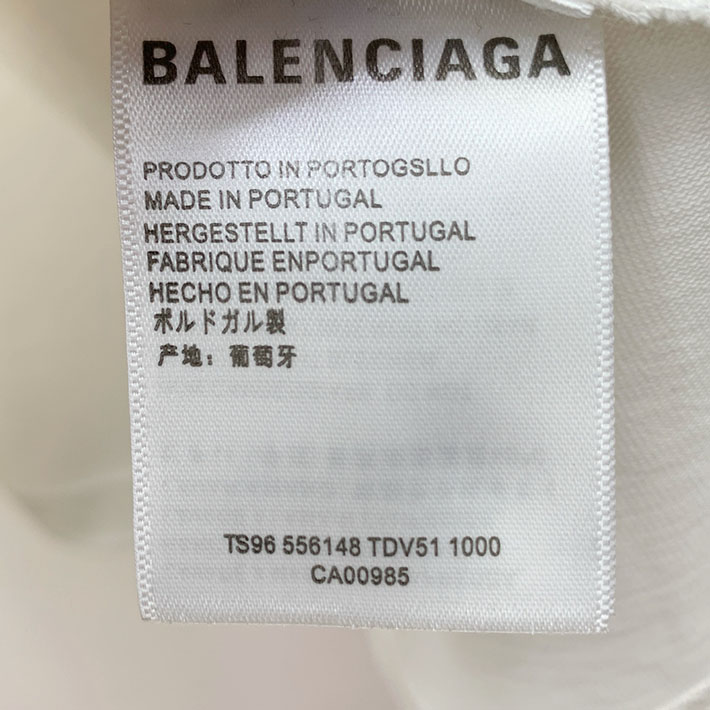 BALENCIAGA
PRODOTTO IN PORTOGSLLO
MADE IN PORTUGAL
HERGESTELLT IN PORTUGAL
FABRIQUE ENPORTUGAL
HECHO EN PORTUGAL
ポルドガル製
产地：葡萄牙
TS96 556148 TDV51 1000
CA00985